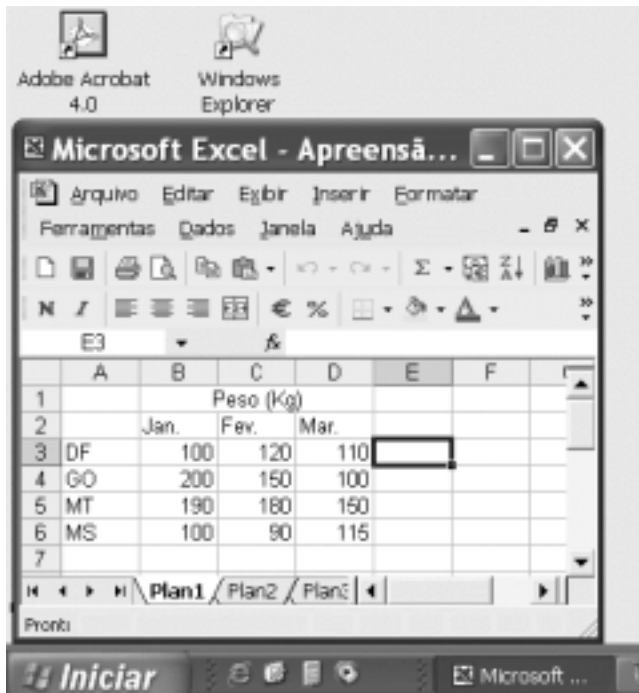 Adobe Acrobat 4.0
Windows Explorer
Microsoft Excel - Apreensã...
Arquivo Editar Exibir Inserir Formatar
Ferramentas Dados Janela Ajuda
N I € %
E3 fx
A B C D E F
1 Peso (Kg)
2 Jan. Fev. Mar.
3 DF 100 120 110
4 GO 200 150 100
5 MT 190 180 150
6 MS 100 90 115
7
Plan1 Plan2 Plan3
Pronto
Iniciar Microsoft ...